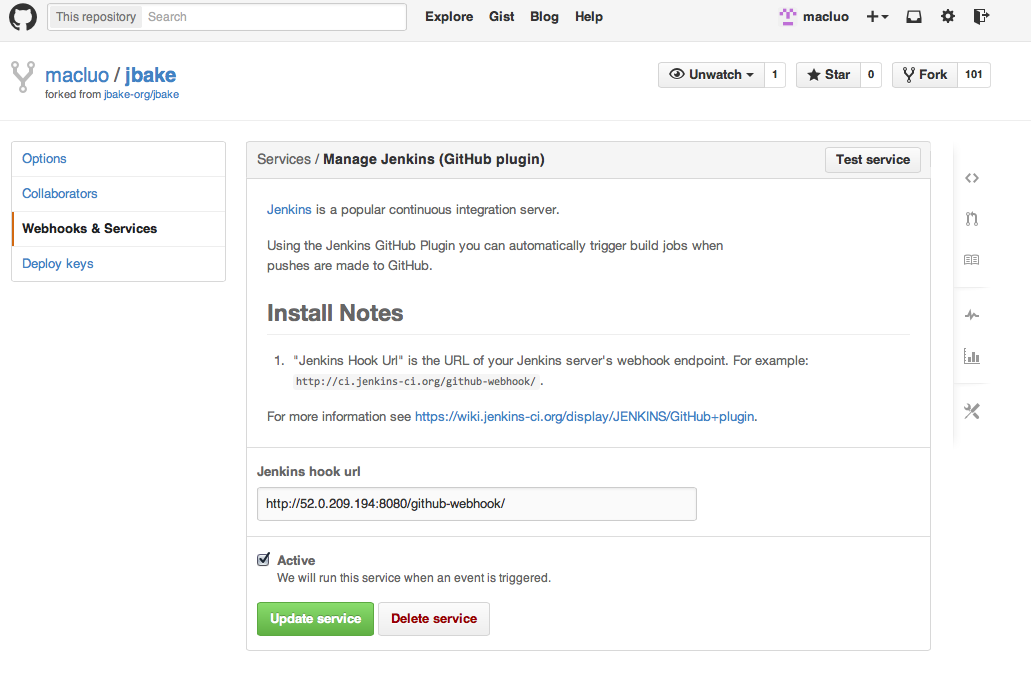 This repository Search Explore Gist Blog Help macluo
macluo / jbake Unwatch 1 Star 0 Fork 101
forked from jbake-org/jbake
Options
Collaborators
Webhooks & Services
Deploy keys
Services / Manage Jenkins (GitHub plugin) Test service
Jenkins is a popular continuous integration server.
Using the Jenkins GitHub Plugin you can automatically trigger build jobs when
pushes are made to GitHub.
Install Notes
1. "Jenkins Hook Url" is the URL of your Jenkins server's webhook endpoint. For example:
http://ci.jenkins-ci.org/github-webhook/ .
For more information see https://wiki.jenkins-ci.org/display/JENKINS/GitHub+plugin.
Jenkins hook url
http://52.0.209.194:8080/github-webhook/
Active
We will run this service when an event is triggered.
Update service Delete service